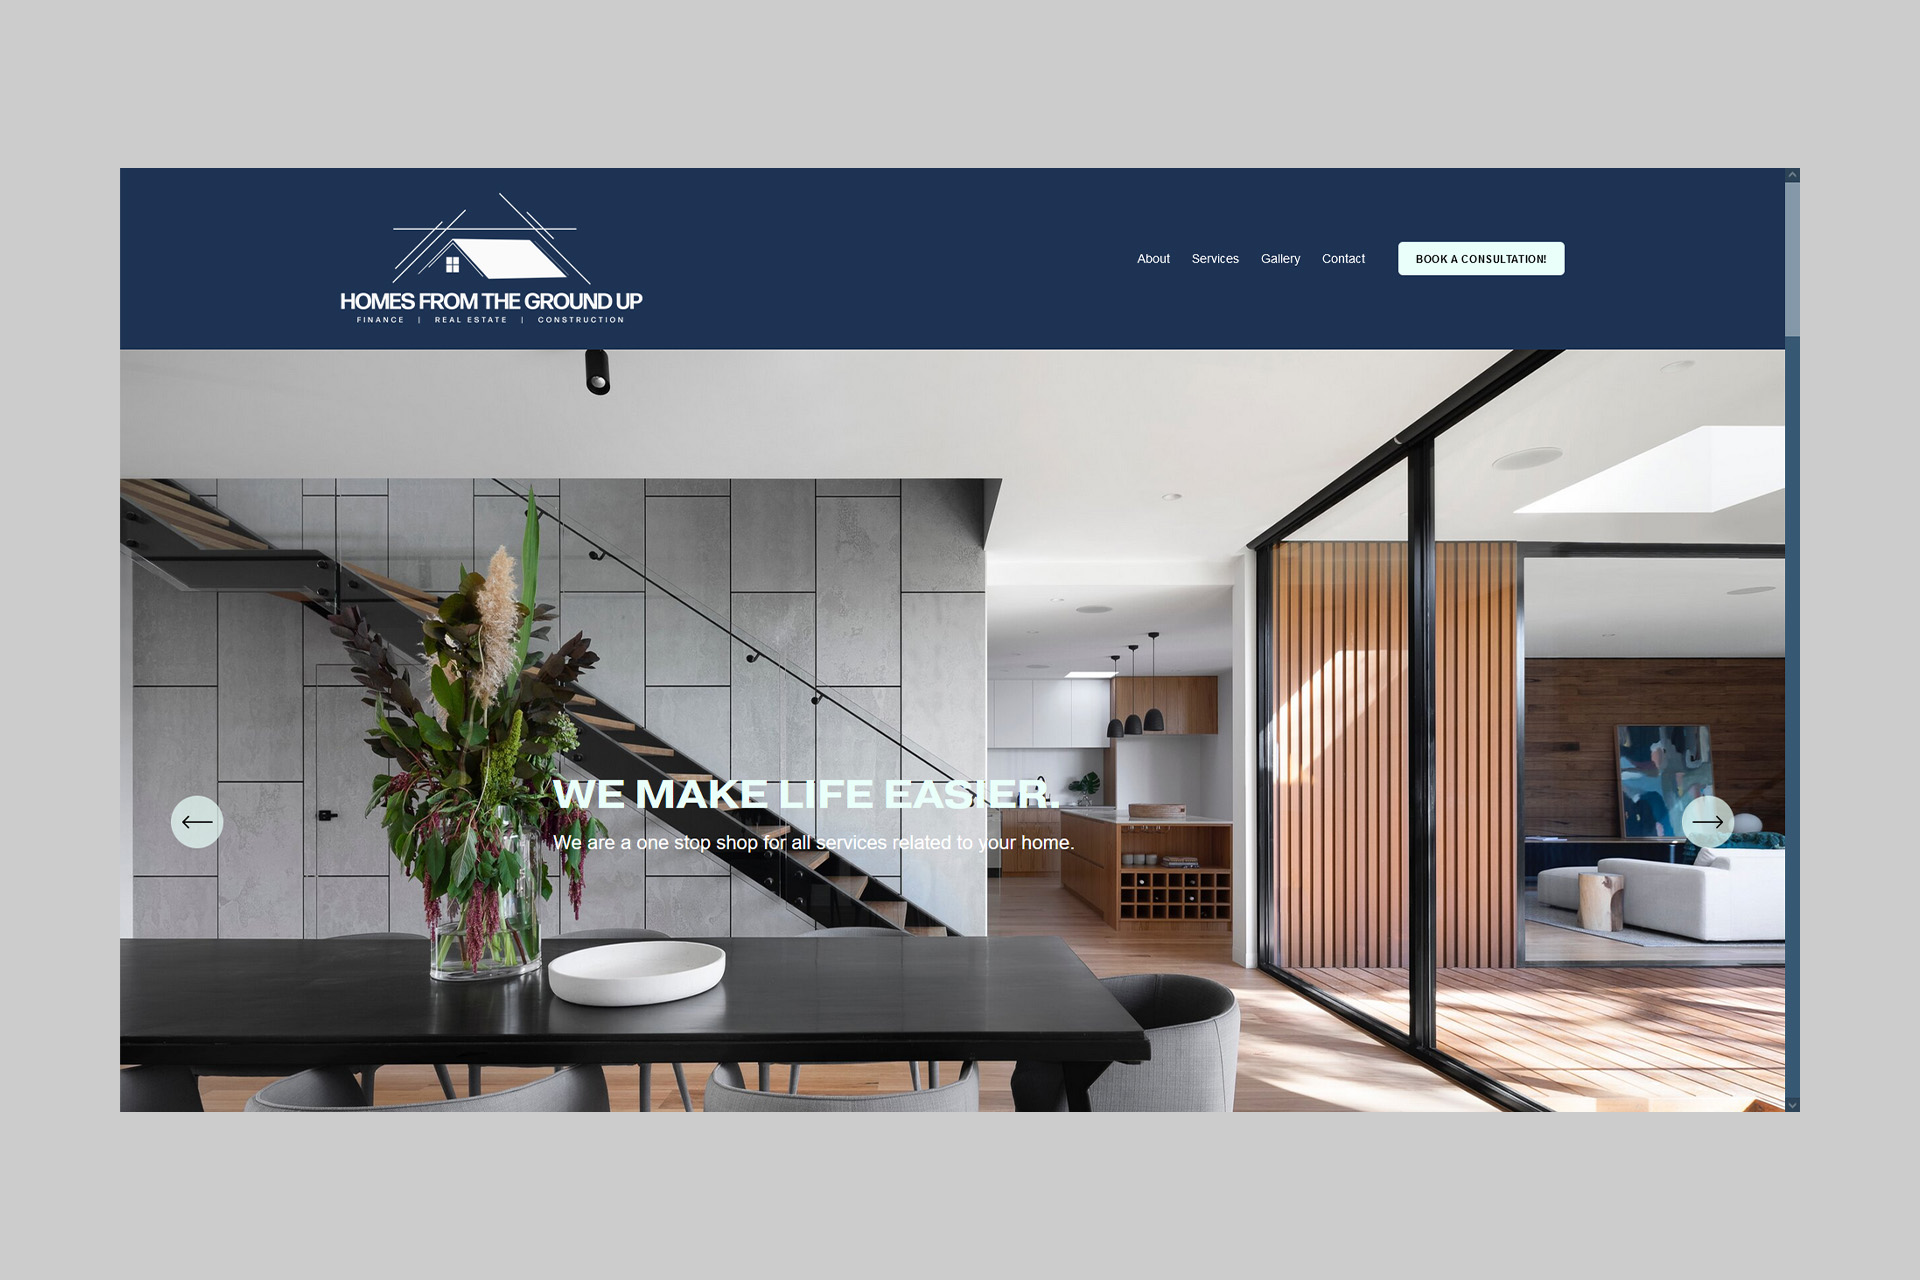 HOMES FROM THE GROUND UP
FINANCE | REAL ESTATE | CONSTRUCTION
About Services Gallery Contact BOOK A CONSULTATION!
WE MAKE LIFE EASIER.
We are a one stop shop for all services related to your home.